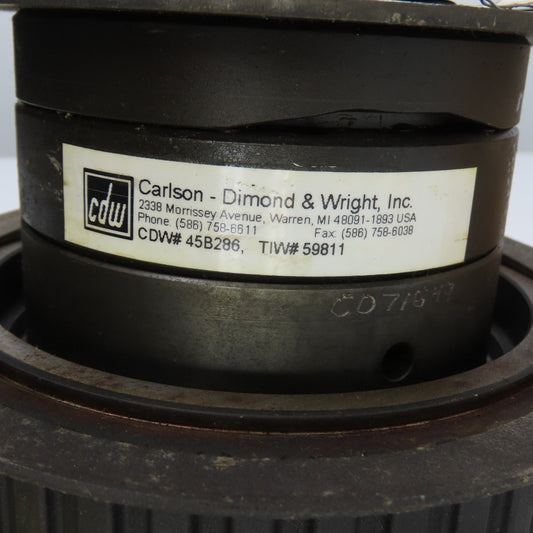 cdw
Carlson - Dimond & Wright, Inc.
2338 Morrissey Avenue, Warren, MI 48091-1893 USA
Phone: (586) 758-6611 Fax: (586) 758-6038
CDW# 45B286, TIW# 59811